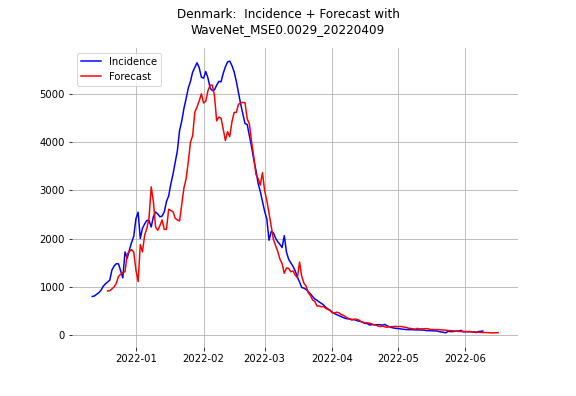 Denmark:  Incidence + Forecast with
WaveNet_MSE0.0029_20220409
Incidence
Forecast
5000
4000
3000
2000
1000
0
2022-01 2022-02 2022-03 2022-04 2022-05 2022-06